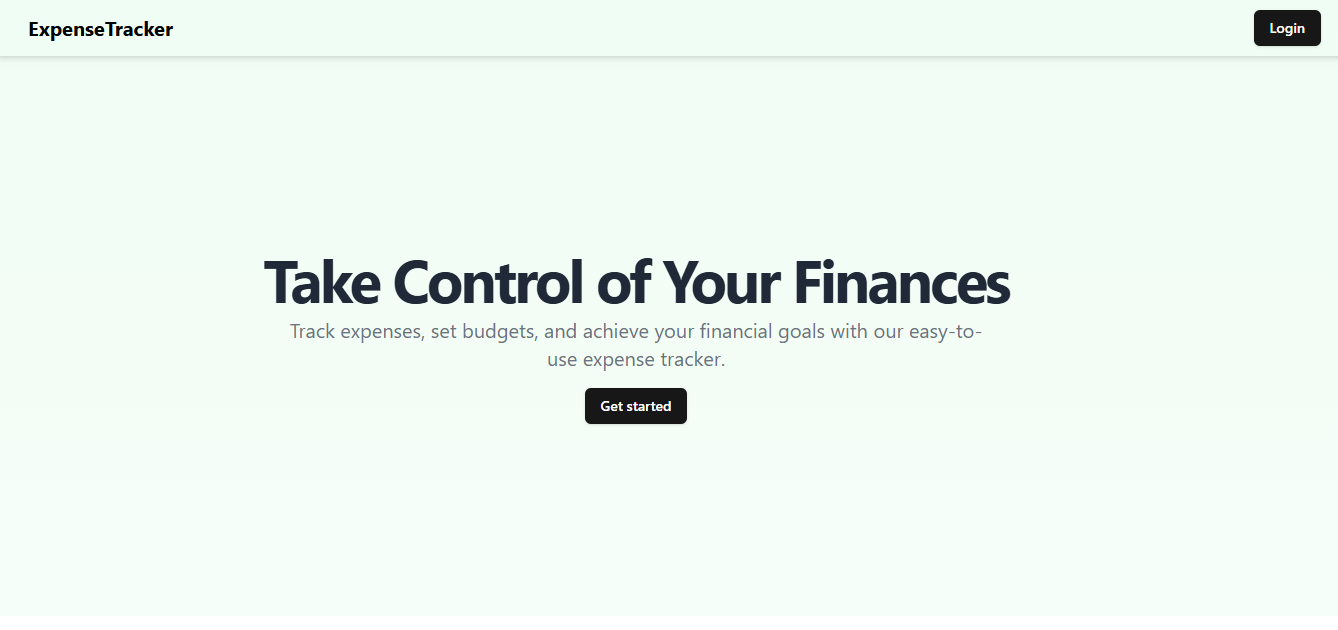 ExpenseTracker
Login
Take Control of Your Finances
Track expenses, set budgets, and achieve your financial goals with our easy-to-
use expense tracker.
Get started